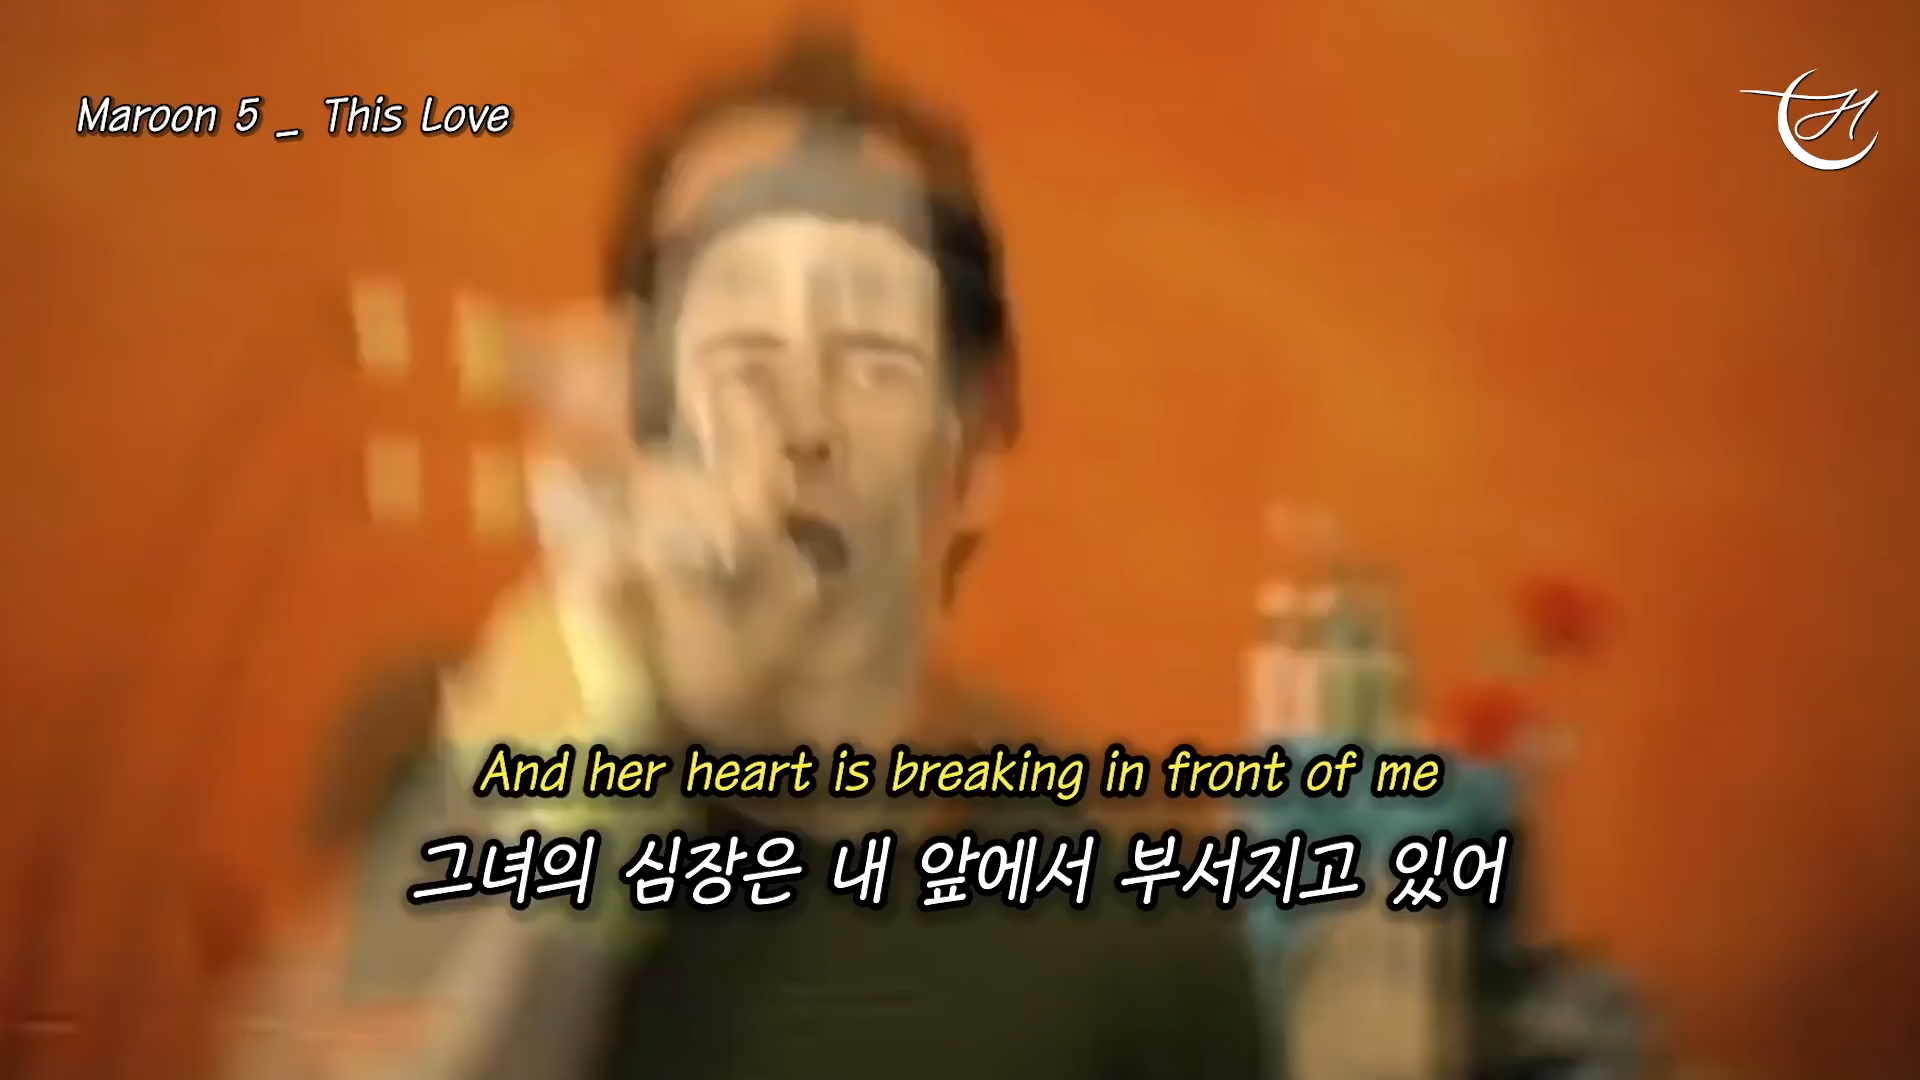 Maroon 5 _ This Love
And her heart is breaking in front of me
그녀의 심장은 내 앞에서 부서지고 있어